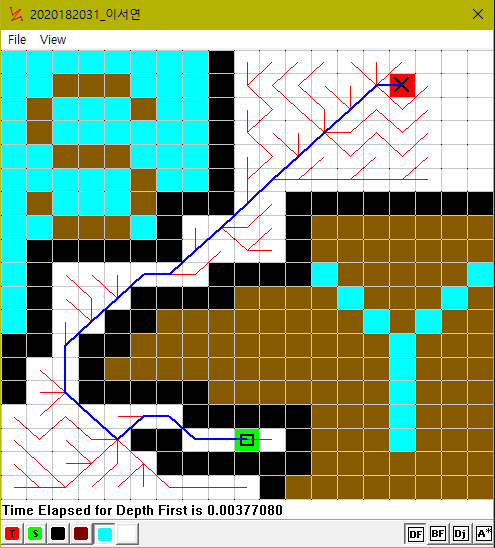 2020182031_이서연
File View
Time Elapsed for Depth First is 0.00377080
T S DF BF Dj A*